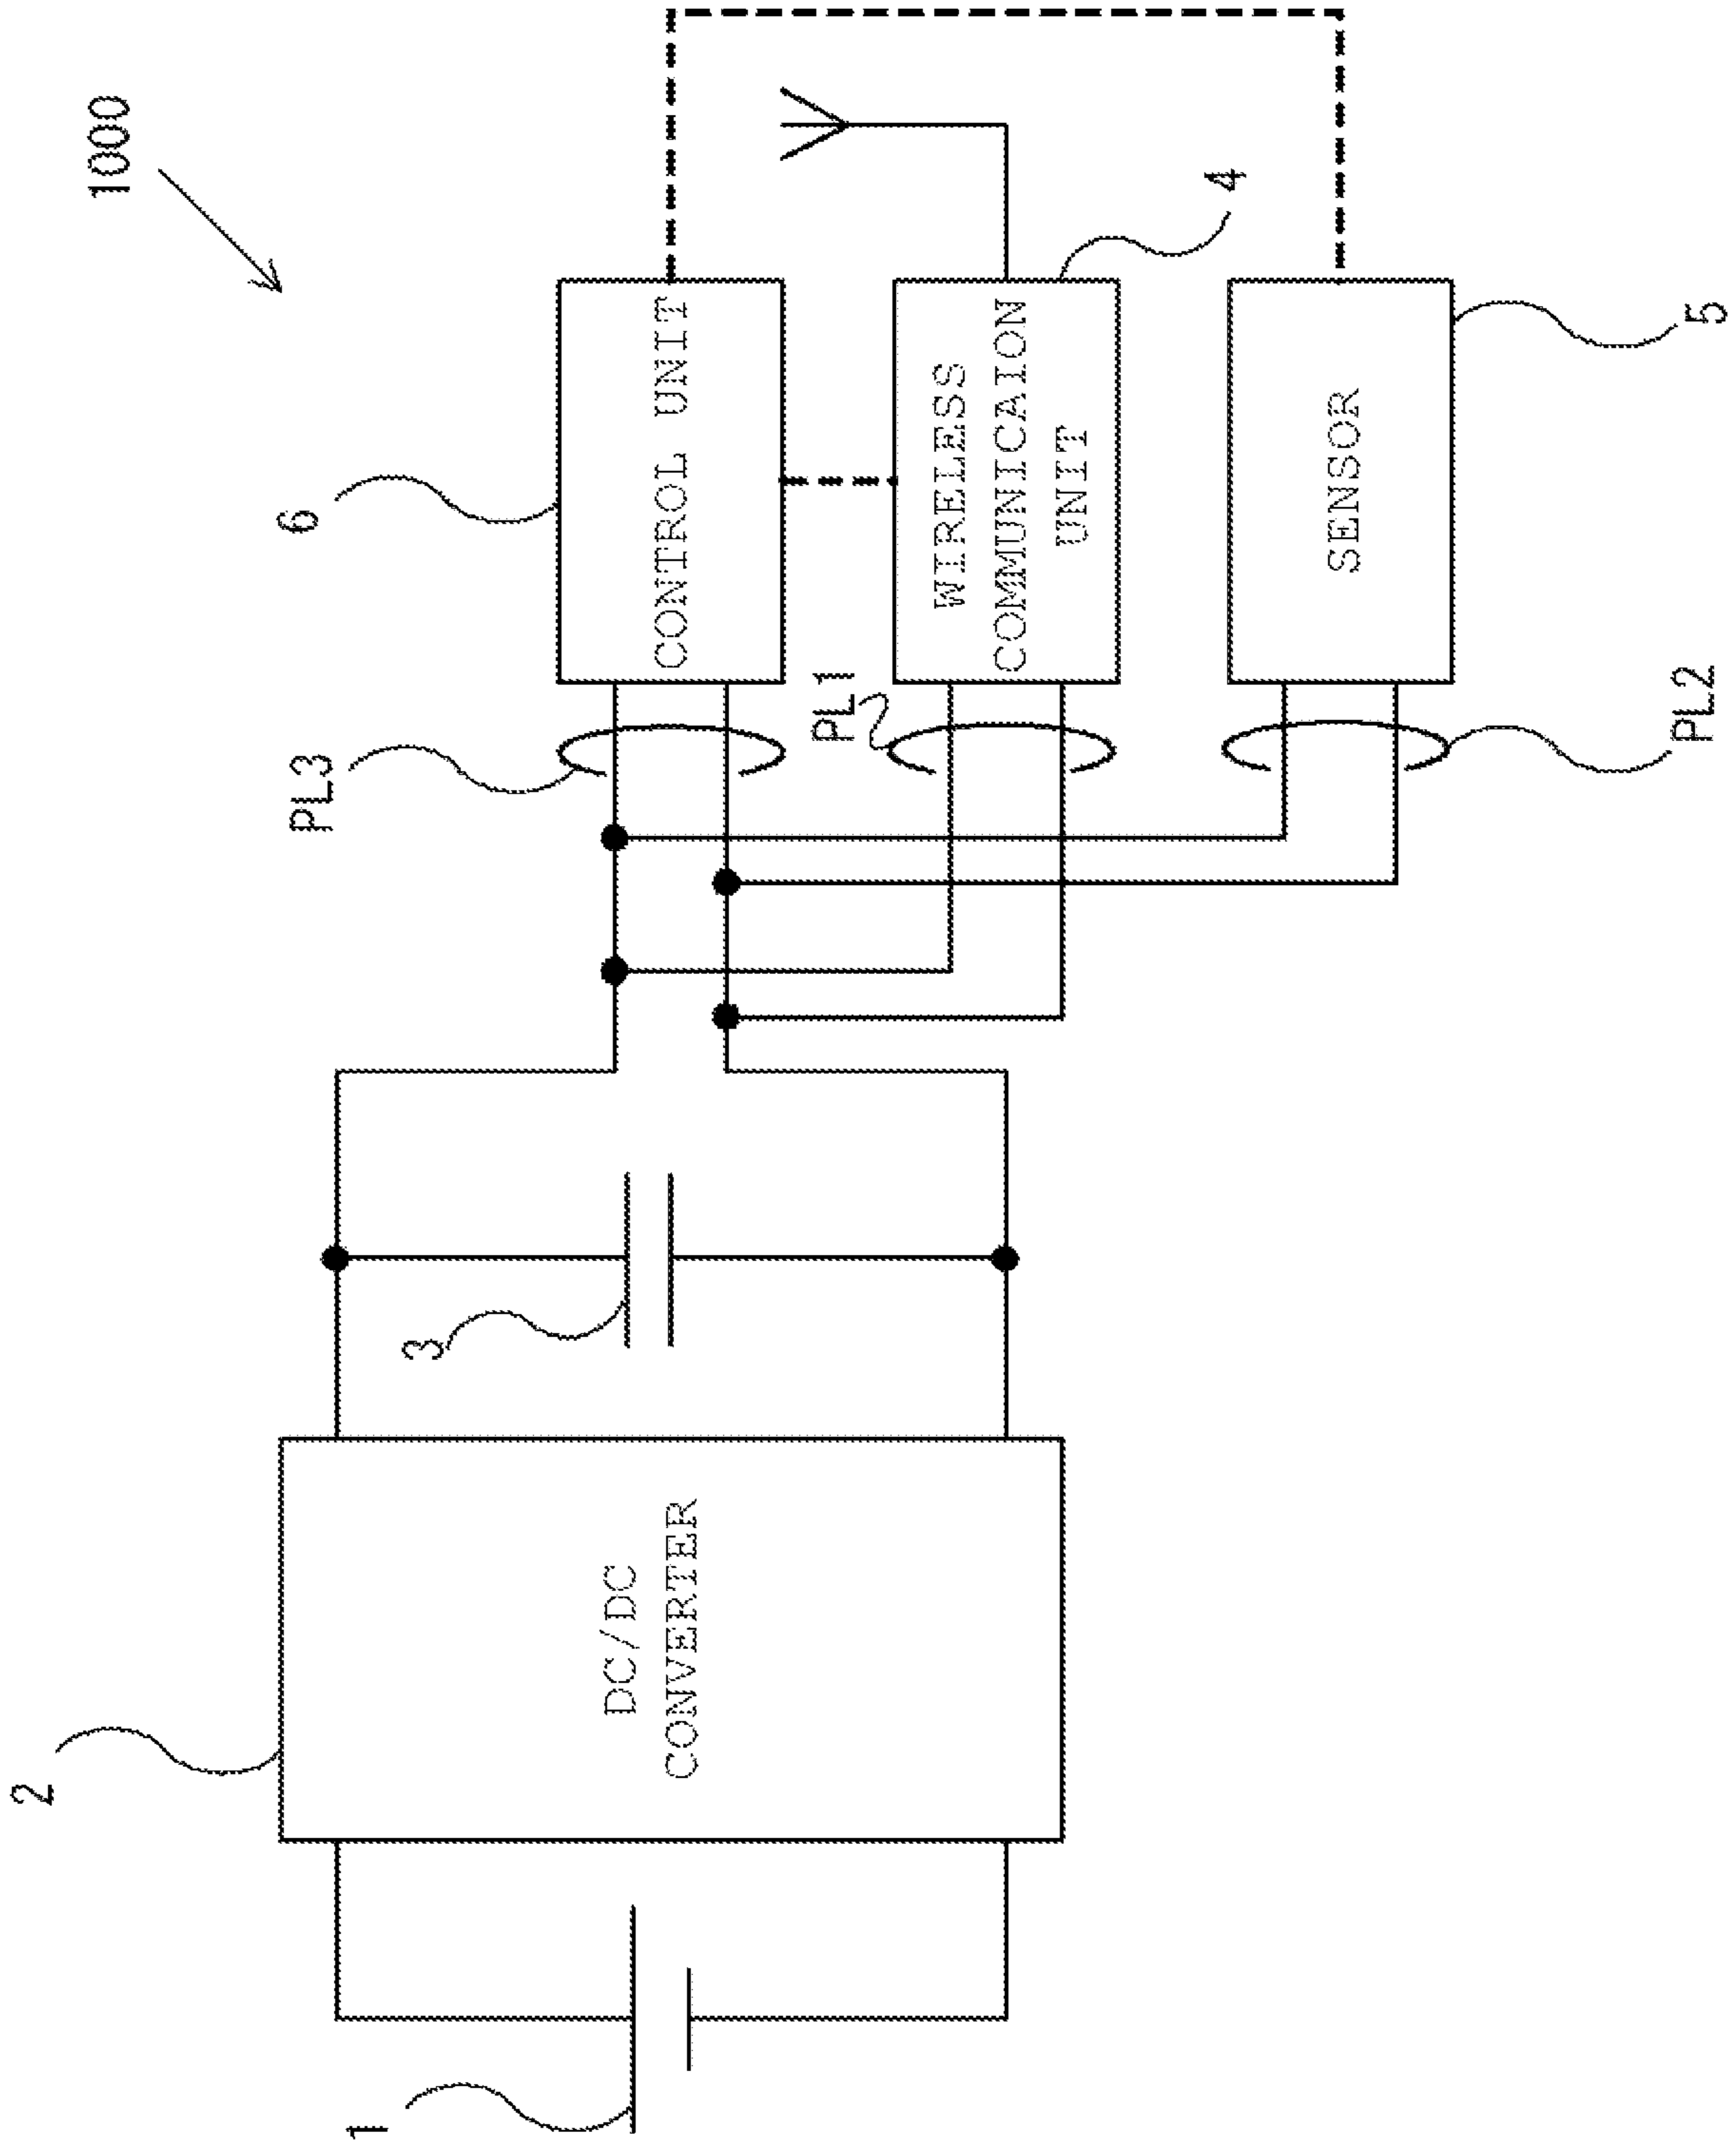 1000
6
CONTROL UNIT
4
WIRELESS
COMMUNICAION
UNIT
5
SENSOR
PL3
PL1
PL2
3
2
DC/DC
CONVERTER
1